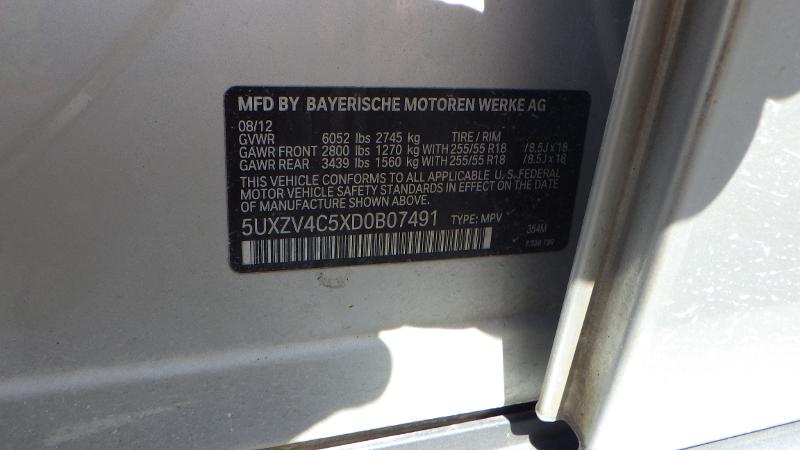 MFD BY BAYERISCHE MOTOREN WERKE AG
08/12
GVWR 6052 lbs 2745 kg TIRE / RIM
GAWR FRONT 2800 lbs 1270 kg WITH 255/55 R18 /8.5J x 18
GAWR REAR 3439 lbs 1560 kg WITH 255/55 R18 /8.5J x 18
THIS VEHICLE CONFORMS TO ALL APPLICABLE U.S. FEDERAL
MOTOR VEHICLE SAFETY STANDARDS IN EFFECT ON THE DATE
OF MANUFACTURE SHOWN ABOVE.
5UXZV4C5XD0B07491 TYPE: MPV
354M